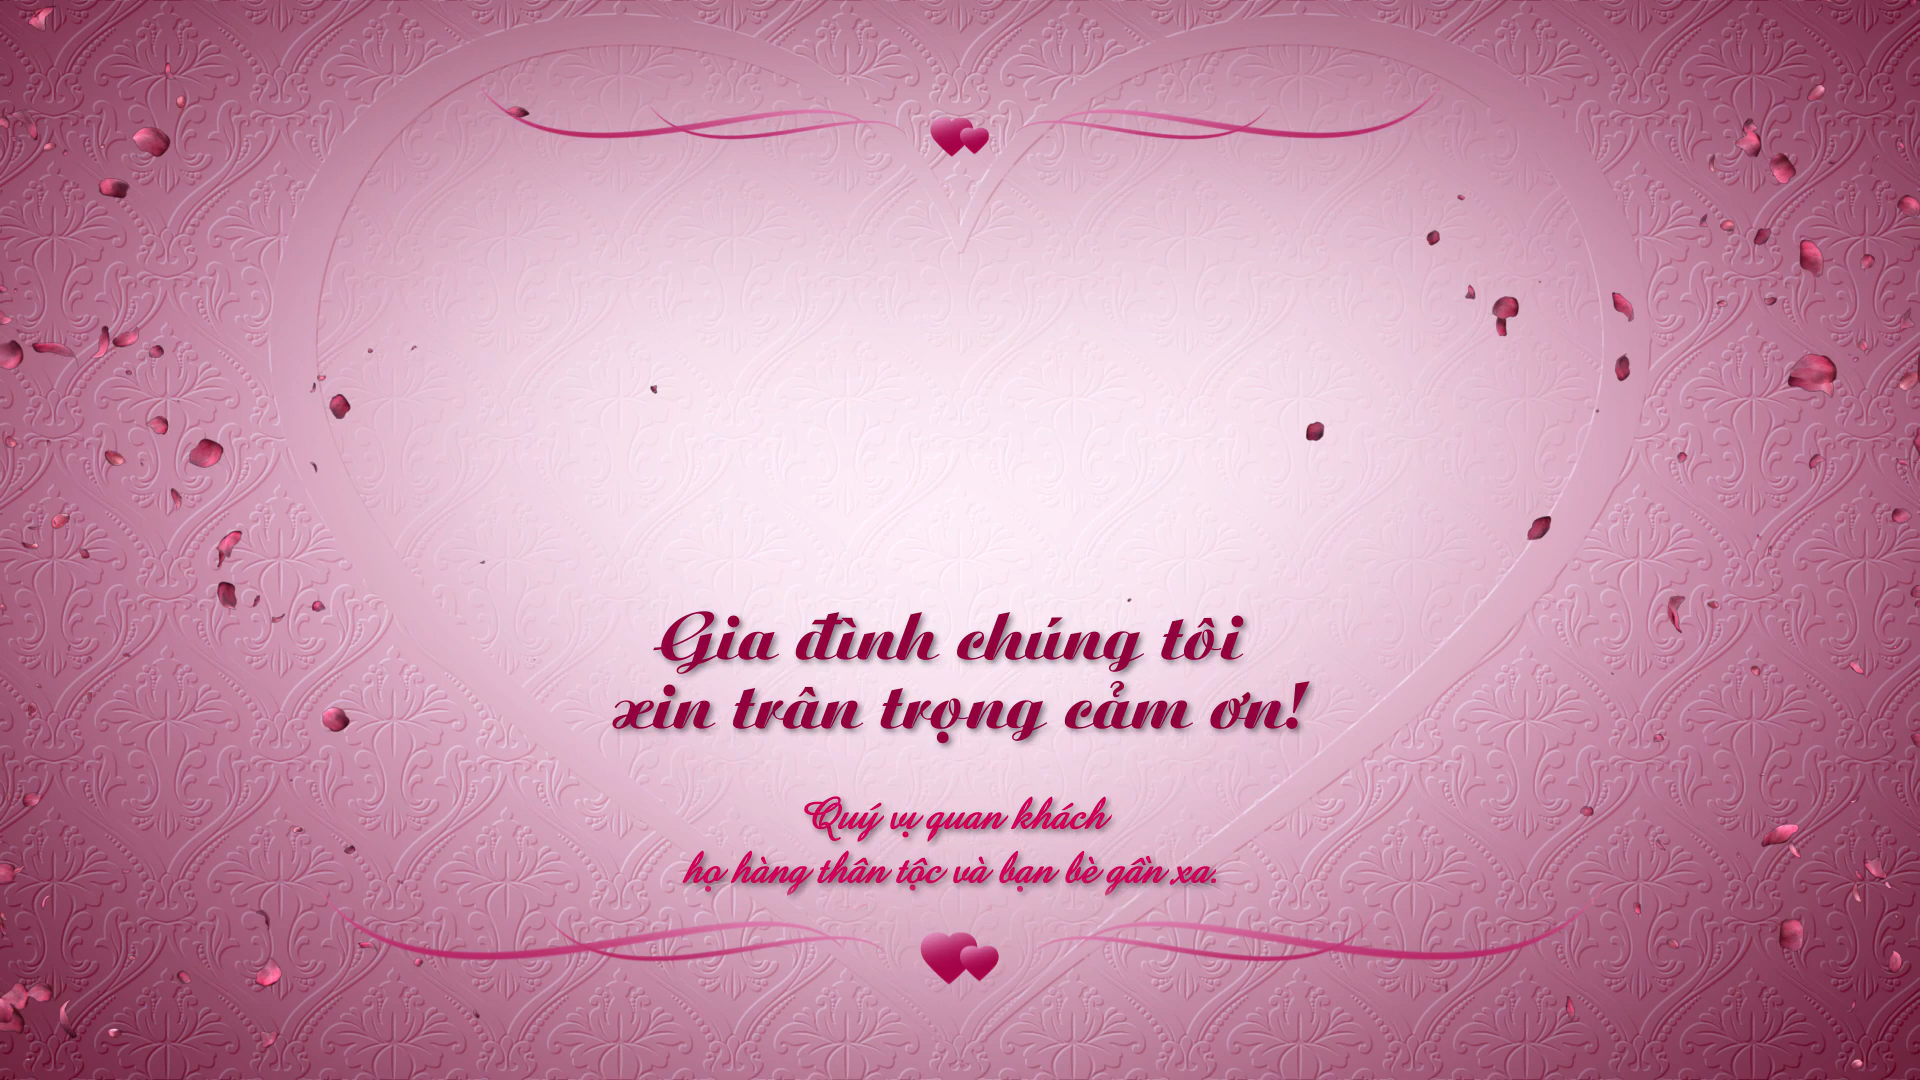 Gia đình chúng tôi
xin trân trọng cảm ơn!
Quý vị quan khách
họ hàng thân tộc và bạn bè gần xa.